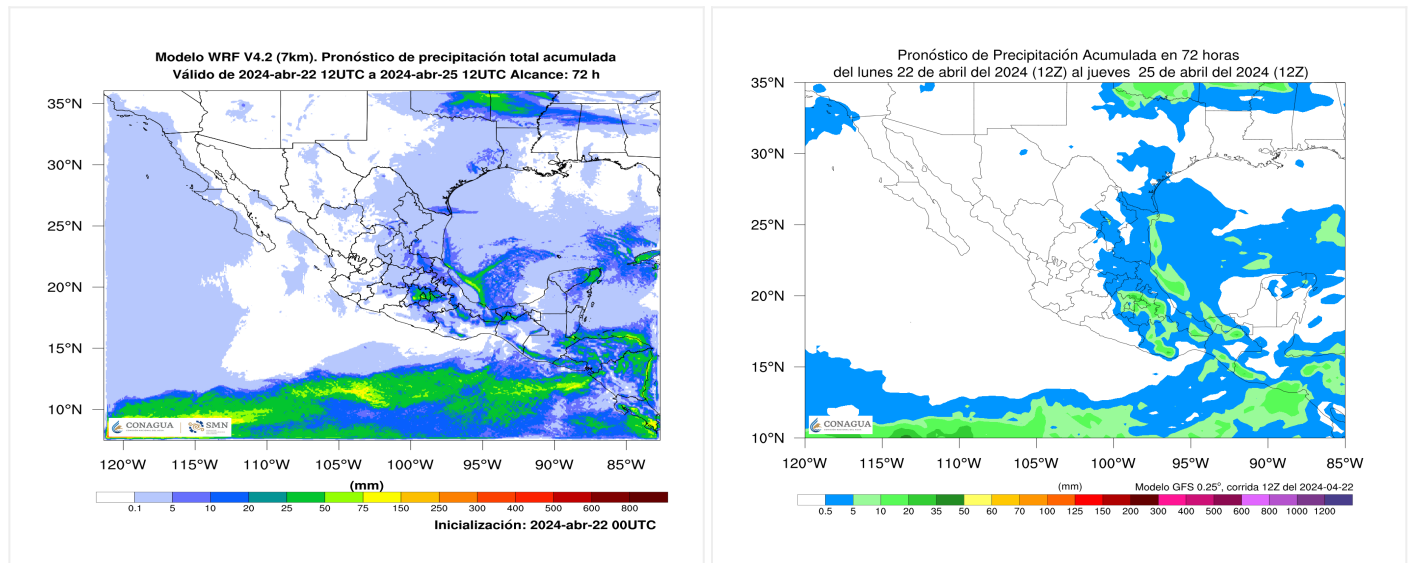 Modelo WRF V4.2 (7km). Pronóstico de precipitación total acumulada
Válido de 2024-abr-22 12UTC a 2024-abr-25 12UTC Alcance: 72 h
35°N
30°N
25°N
20°N
15°N
10°N
CONAGUA
SMN
120°W 115°W 110°W 105°W 100°W 95°W 90°W 85°W
(mm)
0.1 5 10 20 25 50 75 150 250 300 400 500 600 800
Inicialización: 2024-abr-22 00UTC
Pronóstico de Precipitación Acumulada en 72 horas
del lunes 22 de abril del 2024 (12Z) al jueves 25 de abril del 2024 (12Z)
35°N
30°N
25°N
20°N
15°N
10°N
CONAGUA
120°W 115°W 110°W 105°W 100°W 95°W 90°W 85°W
(mm) Modelo GFS 0.25°, corrida 12Z del 2024-04-22
0.5 5 10 20 35 50 60 70 100 150 200 300 400 500 600 800 1000 1200